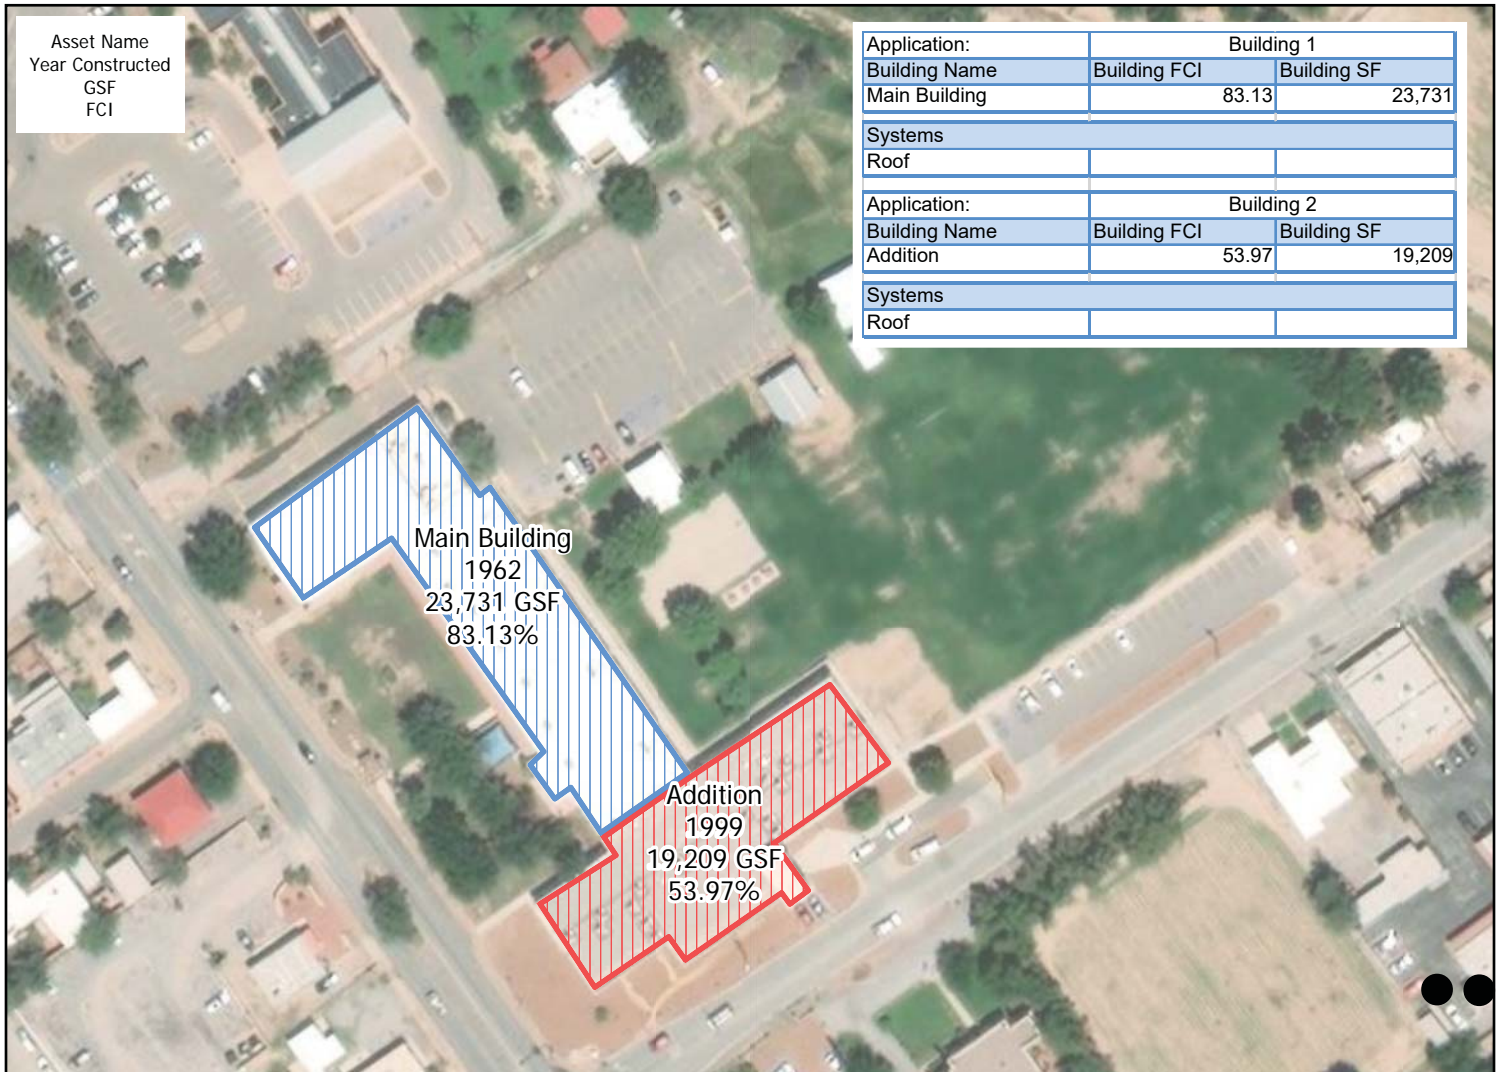 Asset Name
Year Constructed
GSF
FCI
Application: Building 1
Building Name Building FCI Building SF
Main Building 83.13 23,731
Systems
Roof
Application: Building 2
Building Name Building FCI Building SF
Addition 53.97 19,209
Systems
Roof
Main Building
1962
23,731 GSF
83.13%
Addition
1999
19,209 GSF
53.97%